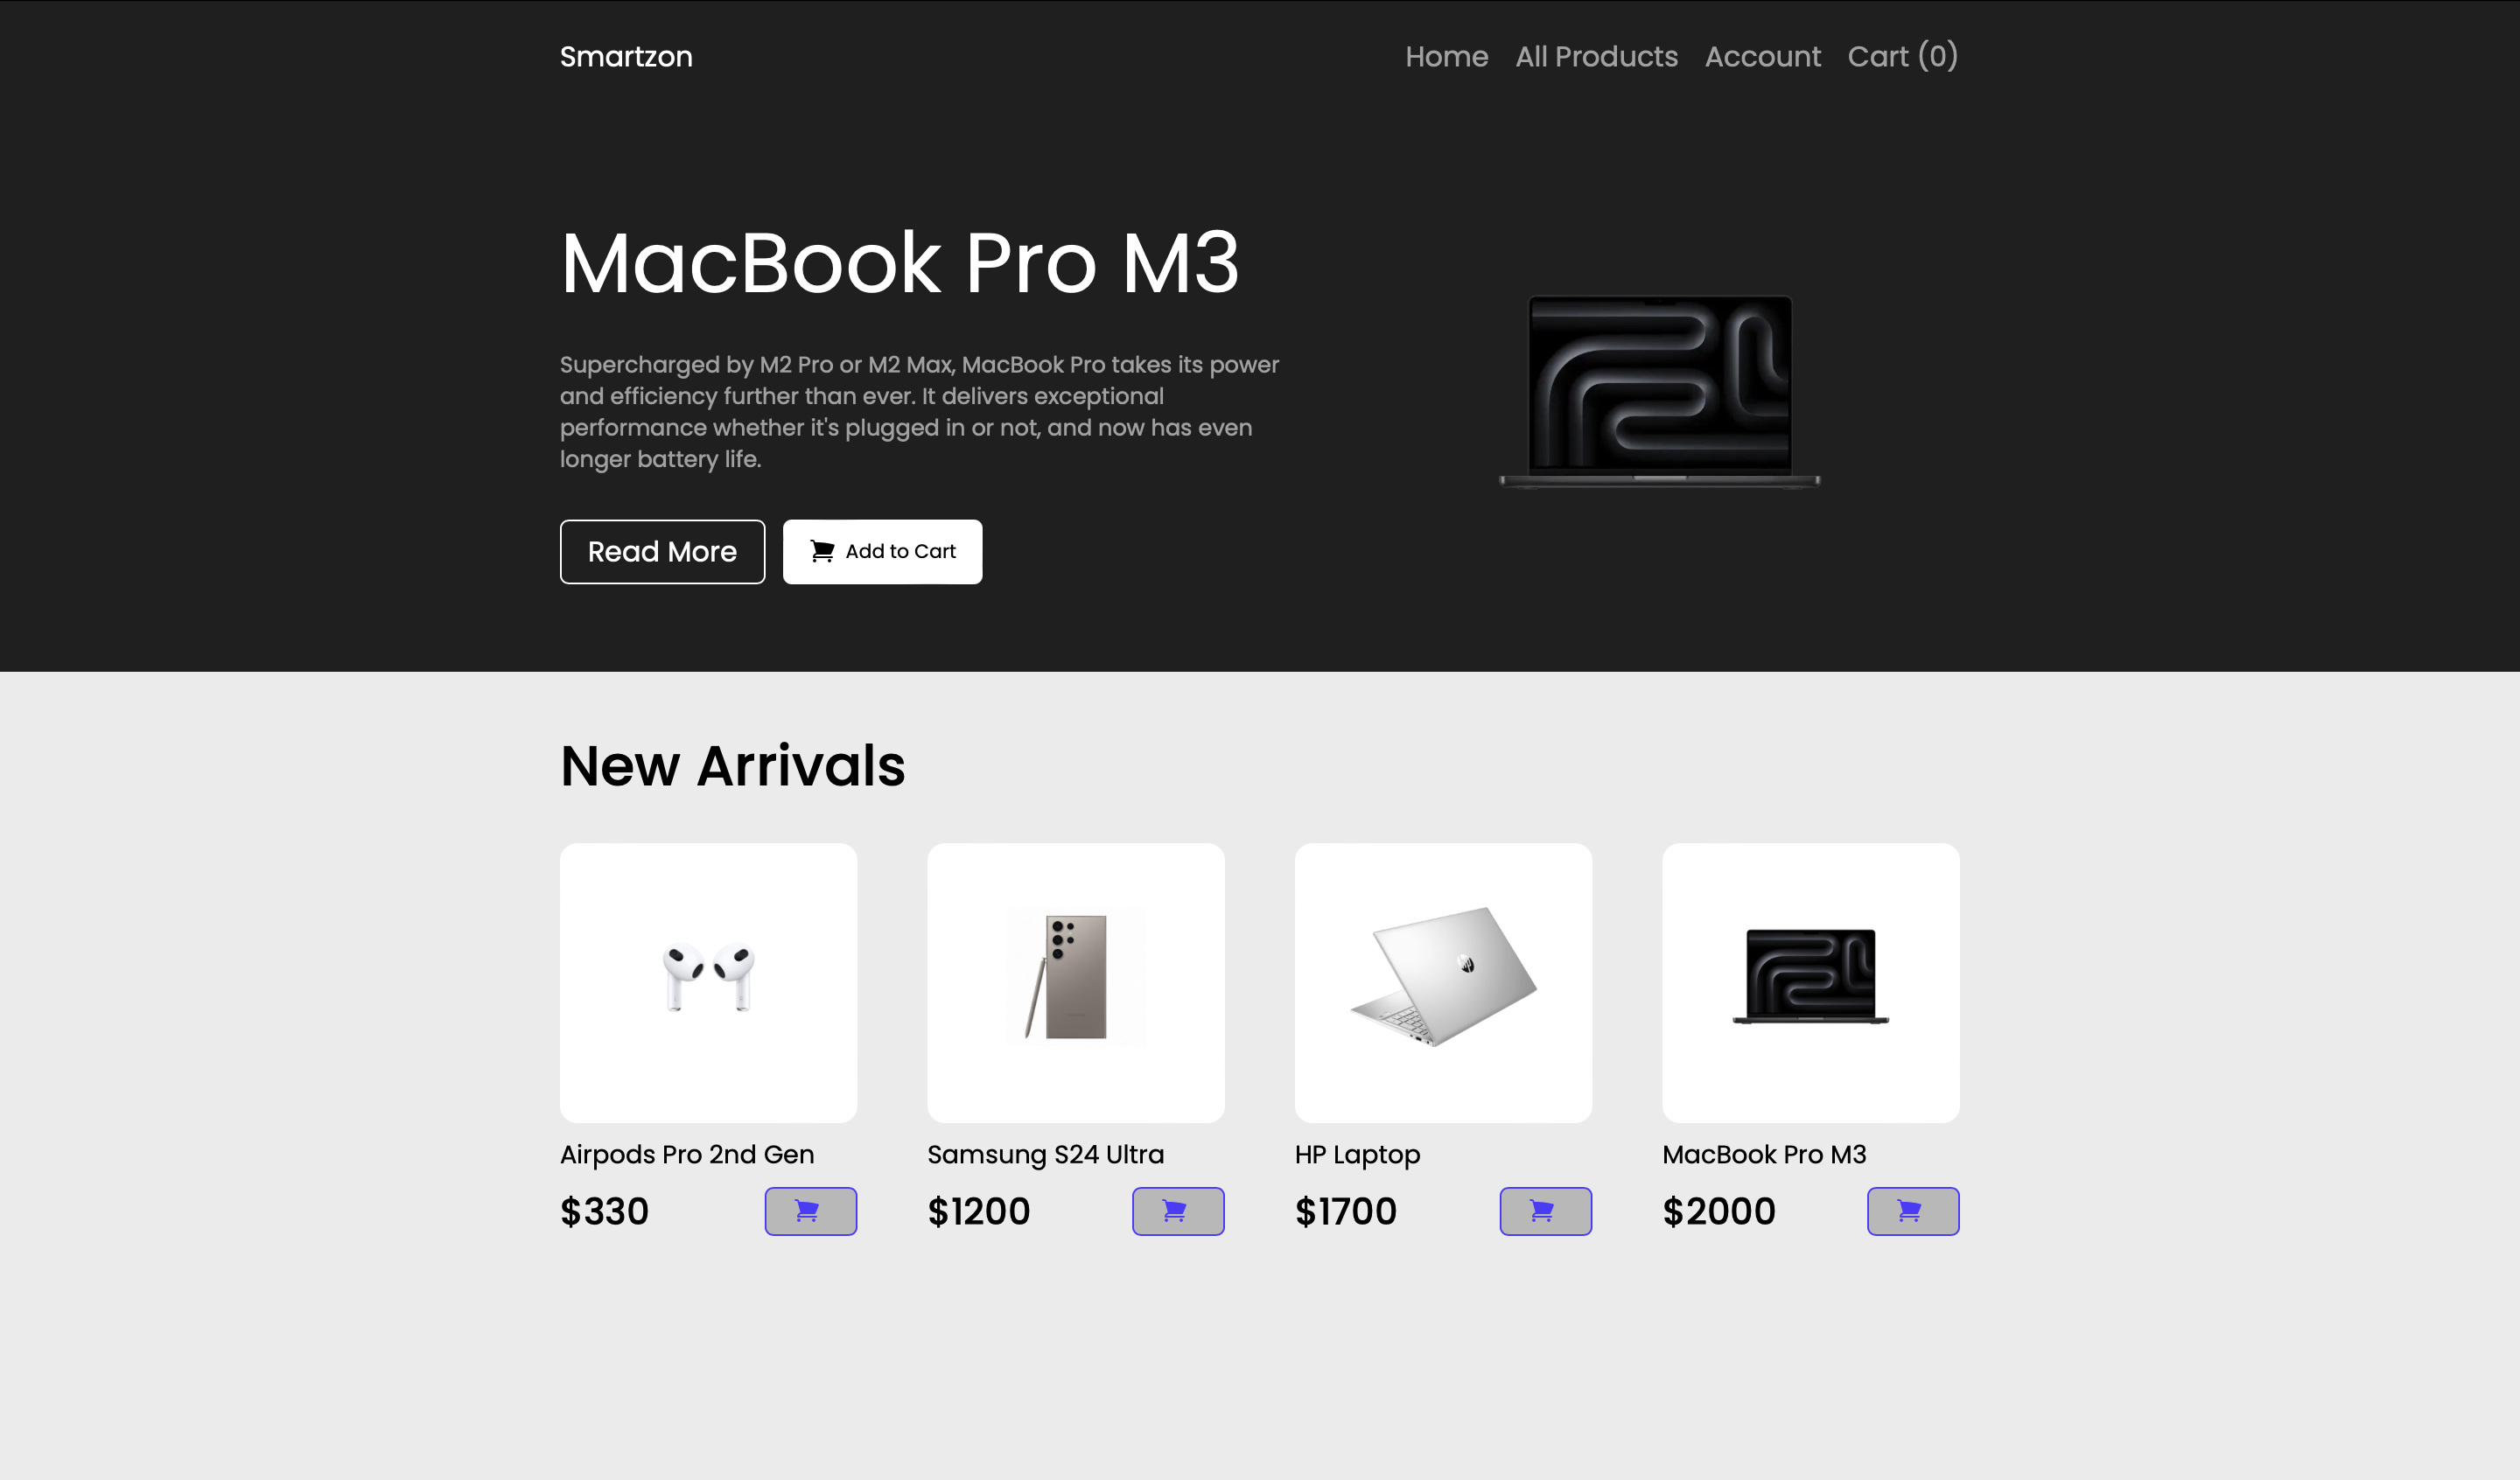 Smartzon
Home All Products Account Cart (0)
MacBook Pro M3
Supercharged by M2 Pro or M2 Max, MacBook Pro takes its power
and efficiency further than ever. It delivers exceptional
performance whether it's plugged in or not, and now has even
longer battery life.
Read More
Add to Cart
New Arrivals
Airpods Pro 2nd Gen
$330
Samsung S24 Ultra
$1200
HP Laptop
$1700
MacBook Pro M3
$2000